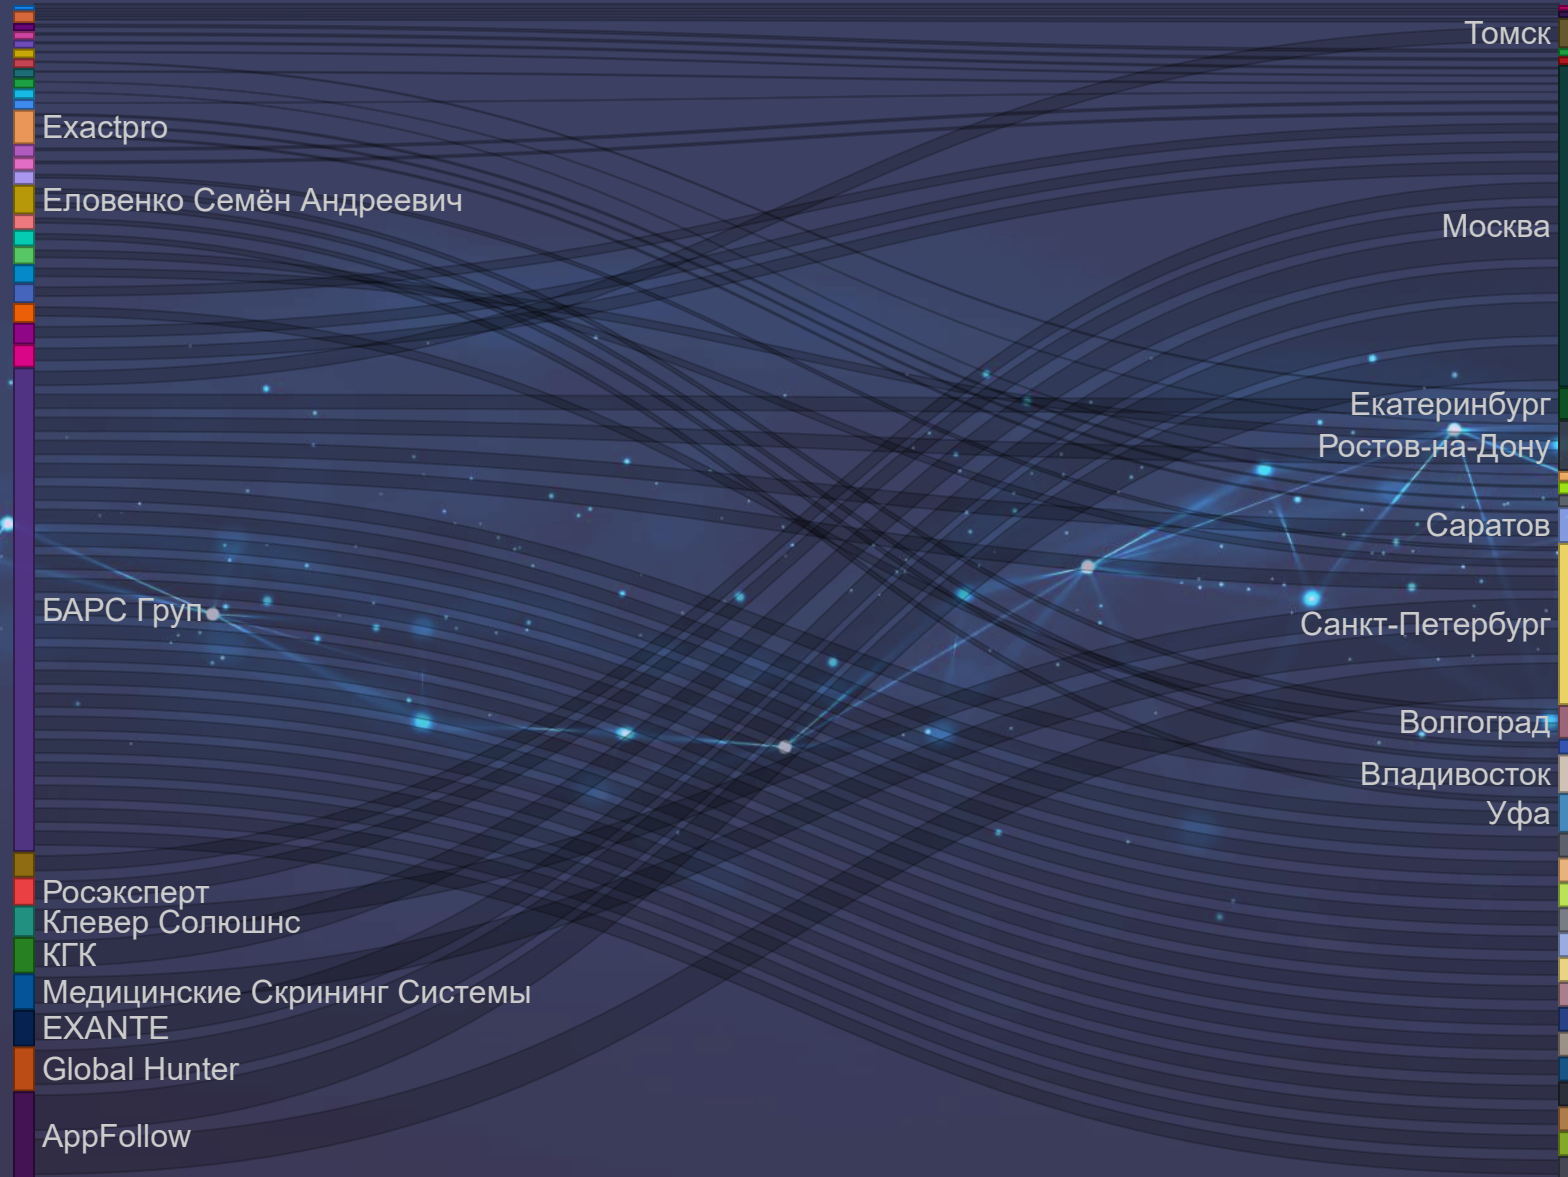 Exactpro
Еловенко Семён Андреевич
БАРС Груп
Росэксперт
Клевер Солюшнс
КГК
Медицинские Скрининг Системы
EXANTE
Global Hunter
AppFollow
Томск
Москва
Екатеринбург
Ростов-на-Дону
Саратов
Санкт-Петербург
Волгоград
Владивосток
Уфа